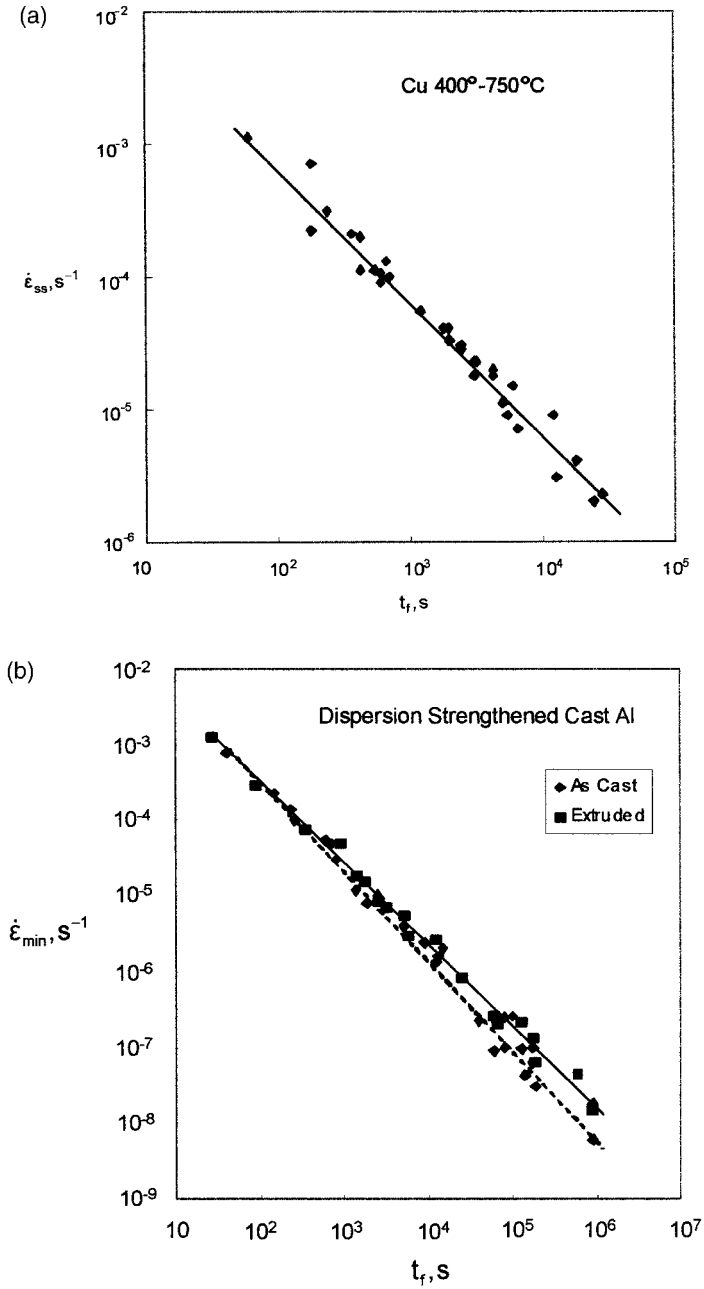 (a)
10⁻²
Cu 400°-750°C
10⁻³
ε̇ss,s⁻¹
10⁻⁴
10⁻⁵
10⁻⁶
10 10² 10³ 10⁴ 10⁵
tf,s
(b)
10⁻²
Dispersion Strengthened Cast Al
10⁻³
As Cast
Extruded
10⁻⁴
10⁻⁵
ε̇min,s⁻¹
10⁻⁶
10⁻⁷
10⁻⁸
10⁻⁹
10 10² 10³ 10⁴ 10⁵ 10⁶ 10⁷
tf,s